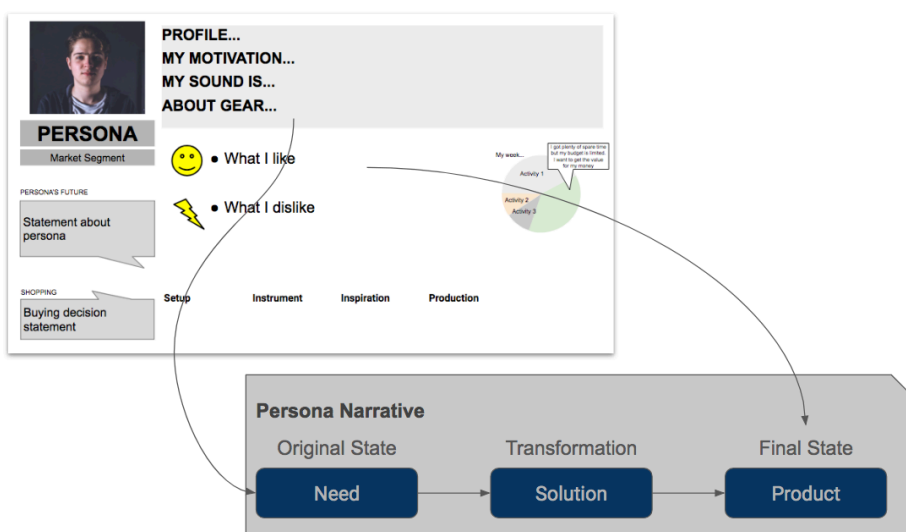 PROFILE...
MY MOTIVATION...
MY SOUND IS...
ABOUT GEAR...
PERSONA
Market Segment
• What I like
• What I dislike
My week...
I got plenty of spare time
but my budget is limited.
I want to get the value
for my money
Activity 1
Activity 2
Activity 3
PERSONA'S FUTURE
Statement about
persona
SHOPPING
Buying decision
statement
Setup
Instrument
Inspiration
Production
Persona Narrative
Original State
Transformation
Final State
Need
Solution
Product